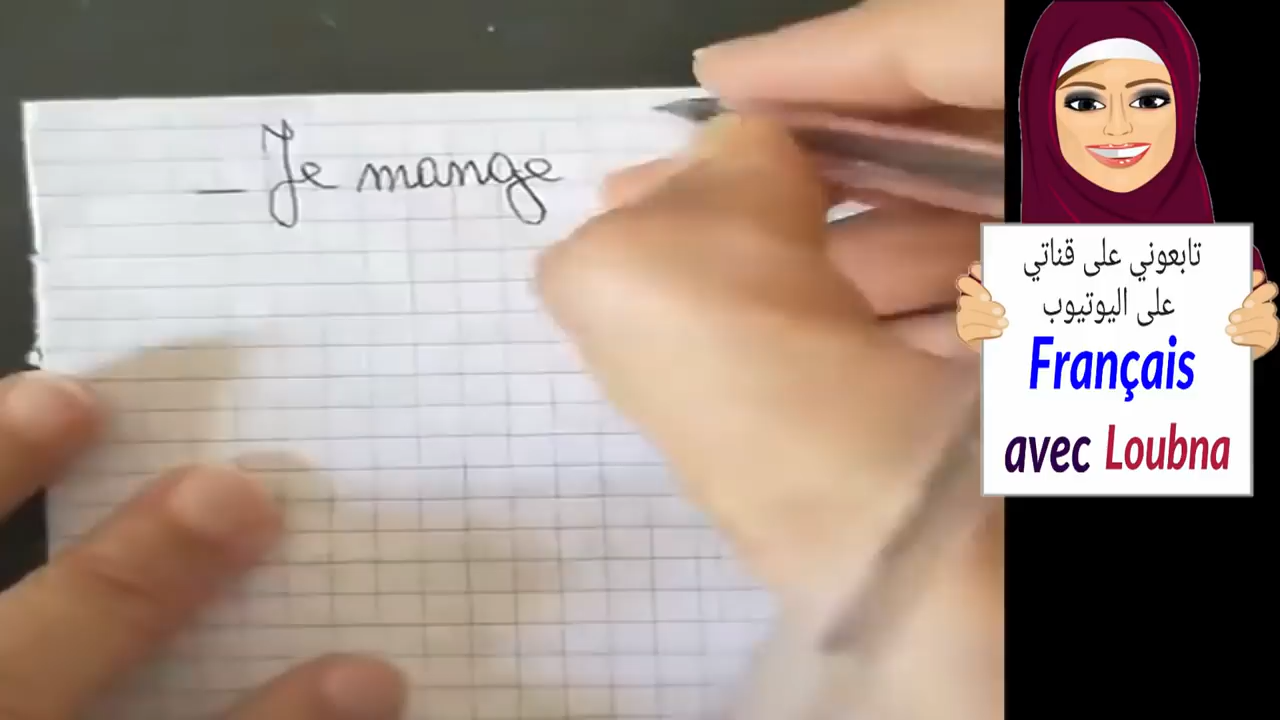 _ Je mange
تابعوني على قناتي
على اليوتيوب
Français
avec Loubna